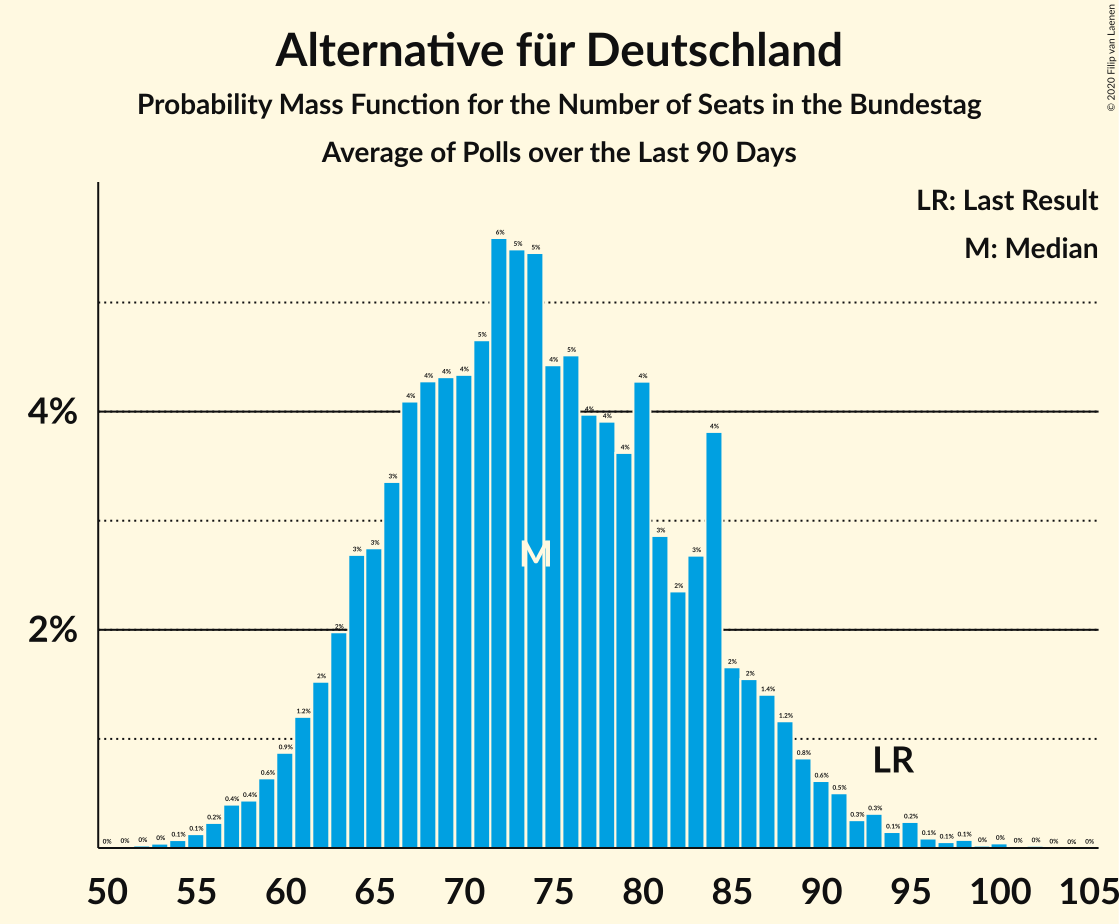 Alternative für Deutschland
Probability Mass Function for the Number of Seats in the Bundestag
Average of Polls over the Last 90 Days
© 2020 Filip van Laenen
LR: Last Result
M: Median
4%
2%
0% 0% 0% 0% 0.1% 0.1% 0.2% 0.4% 0.4% 0.6% 0.9% 1.2% 2% 2% 3% 3% 3% 4% 4% 4% 4% 5% 6% 5% 5% 4% 5% 4% 4% 4% 4% 3% 2% 3% 4% 2% 2% 1.4% 1.2% 0.8% 0.6% 0.5% 0.3% 0.3% 0.1% 0.2% 0.1% 0.1% 0.1% 0% 0% 0% 0% 0% 0% 0%
M
LR
50 55 60 65 70 75 80 85 90 95 100 105